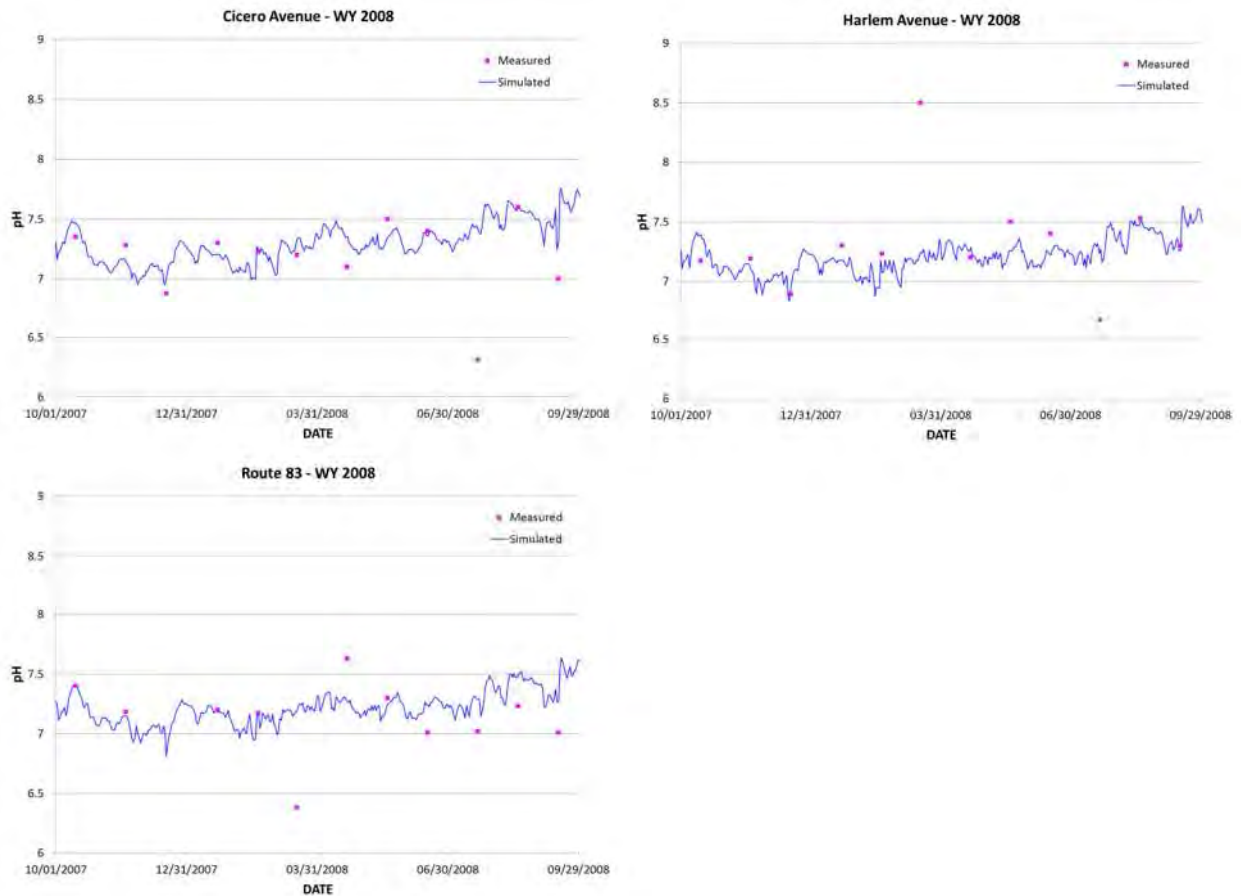 Cicero Avenue - WY 2008
9
8.5
8
7.5
7
6.5
6
pH
Measured
Simulated
10/01/2007 12/31/2007 03/31/2008 06/30/2008 09/29/2008
DATE
Harlem Avenue - WY 2008
9
8.5
8
7.5
7
6.5
6
pH
Measured
Simulated
10/01/2007 12/31/2007 03/31/2008 06/30/2008 09/29/2008
DATE
Route 83 - WY 2008
9
8.5
8
7.5
7
6.5
6
pH
Measured
Simulated
10/01/2007 12/31/2007 03/31/2008 06/30/2008 09/29/2008
DATE